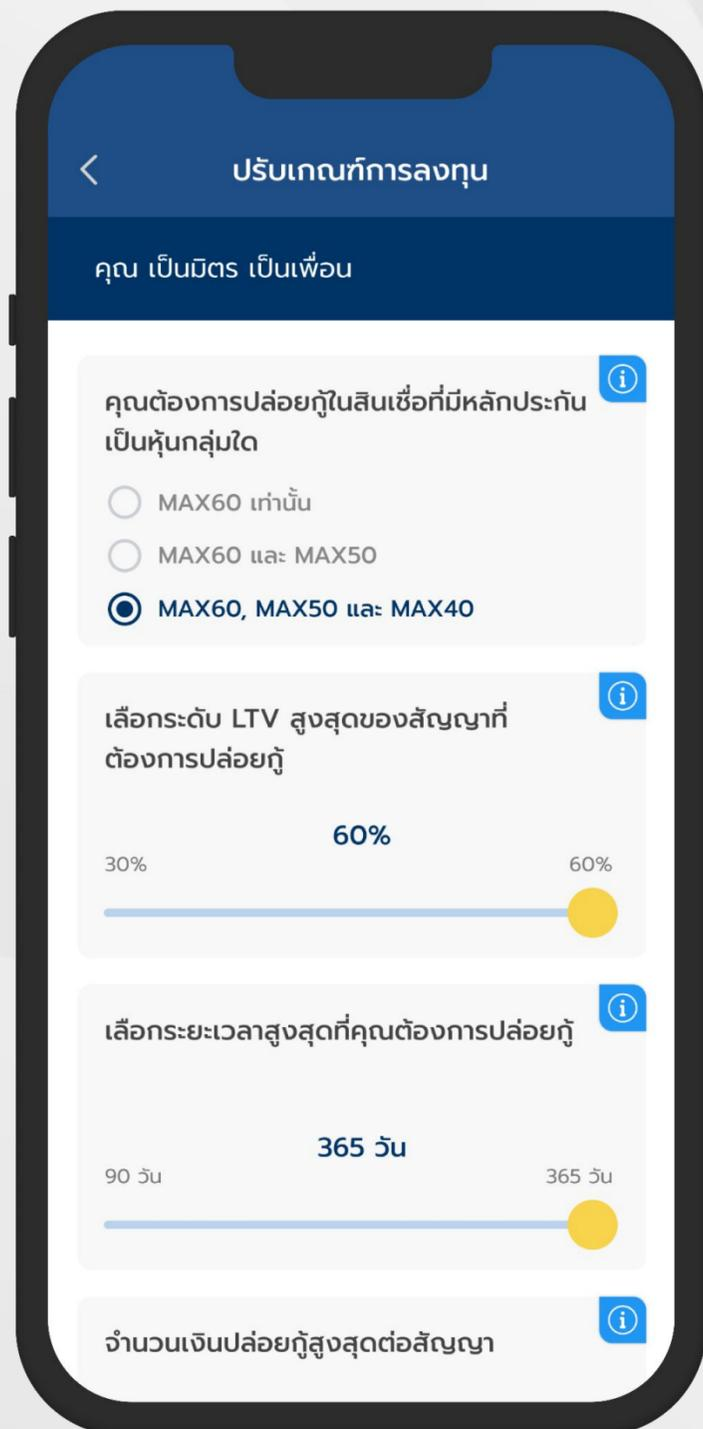 ปรับเกณฑ์การลงทุน
คุณ เป็นมิตร เป็นเพื่อน
คุณต้องการปล่อยกู้ในสินเชื่อที่มีหลักประกัน
เป็นหุ้นกลุ่มใด
MAX60 เท่านั้น
MAX60 และ MAX50
MAX60, MAX50 และ MAX40
เลือกระดับ LTV สูงสุดของสัญญาที่
ต้องการปล่อยกู้
60%
30% 60%
เลือกระยะเวลาสูงสุดที่คุณต้องการปล่อยกู้
365 วัน
90 วัน 365 วัน
จำนวนเงินปล่อยกู้สูงสุดต่อสัญญา